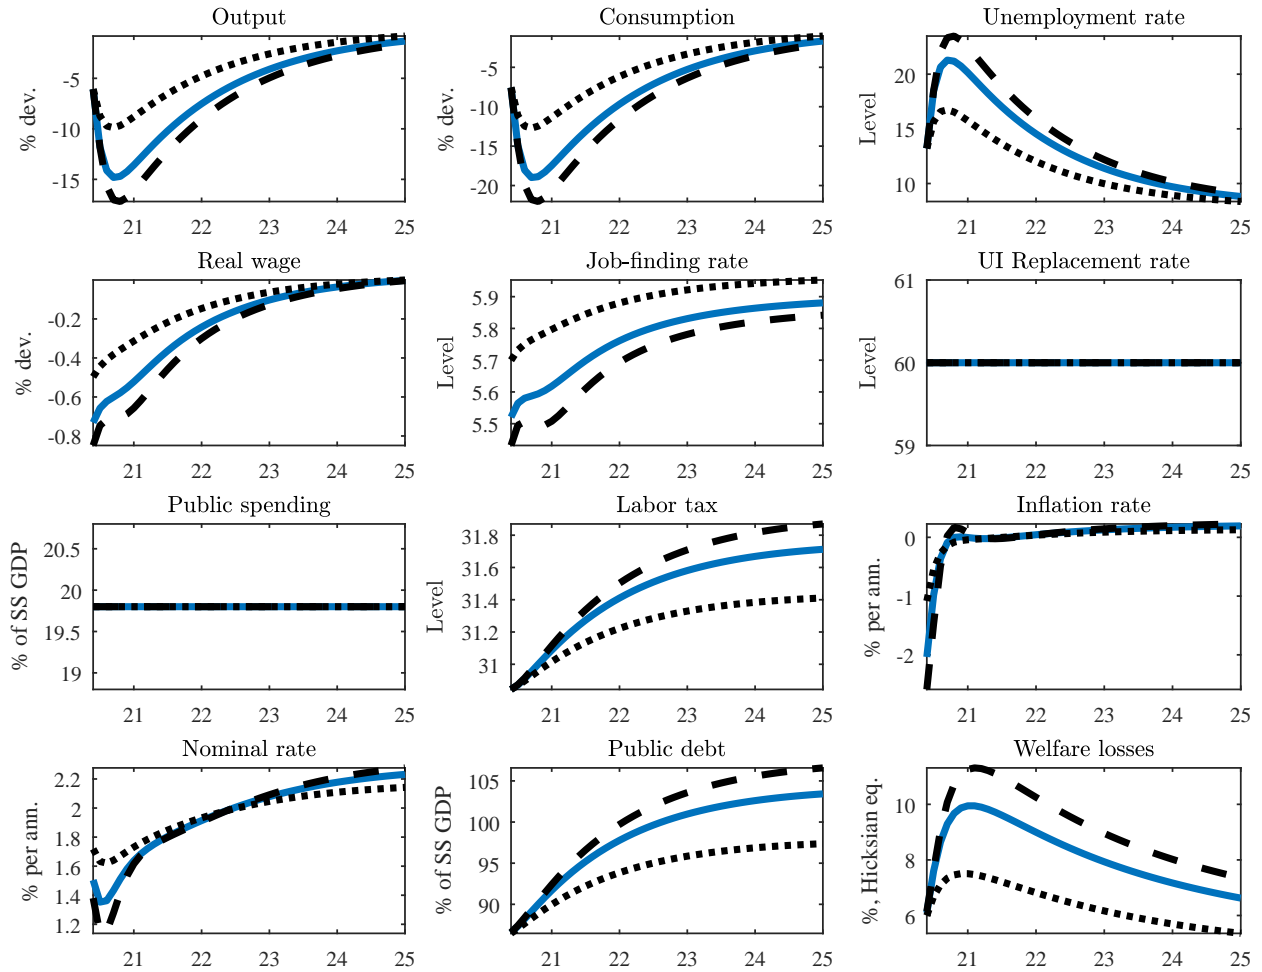 Output
Consumption
Unemployment rate
% dev.
-5
-10
-15
21 22 23 24 25
% dev.
-5
-10
-15
-20
21 22 23 24 25
Level
20
15
10
21 22 23 24 25
Real wage
Job-finding rate
UI Replacement rate
% dev.
-0.2
-0.4
-0.6
-0.8
21 22 23 24 25
Level
5.9
5.8
5.7
5.6
5.5
21 22 23 24 25
Level
61
60
59
21 22 23 24 25
Public spending
Labor tax
Inflation rate
% of SS GDP
20.5
20
19.5
19
21 22 23 24 25
Level
31.8
31.6
31.4
31.2
31
21 22 23 24 25
% per ann.
0
-1
-2
21 22 23 24 25
Nominal rate
Public debt
Welfare losses
% per ann.
2.2
2
1.8
1.6
1.4
1.2
21 22 23 24 25
% of SS GDP
105
100
95
90
21 22 23 24 25
%, Hicksian eq.
10
8
6
21 22 23 24 25